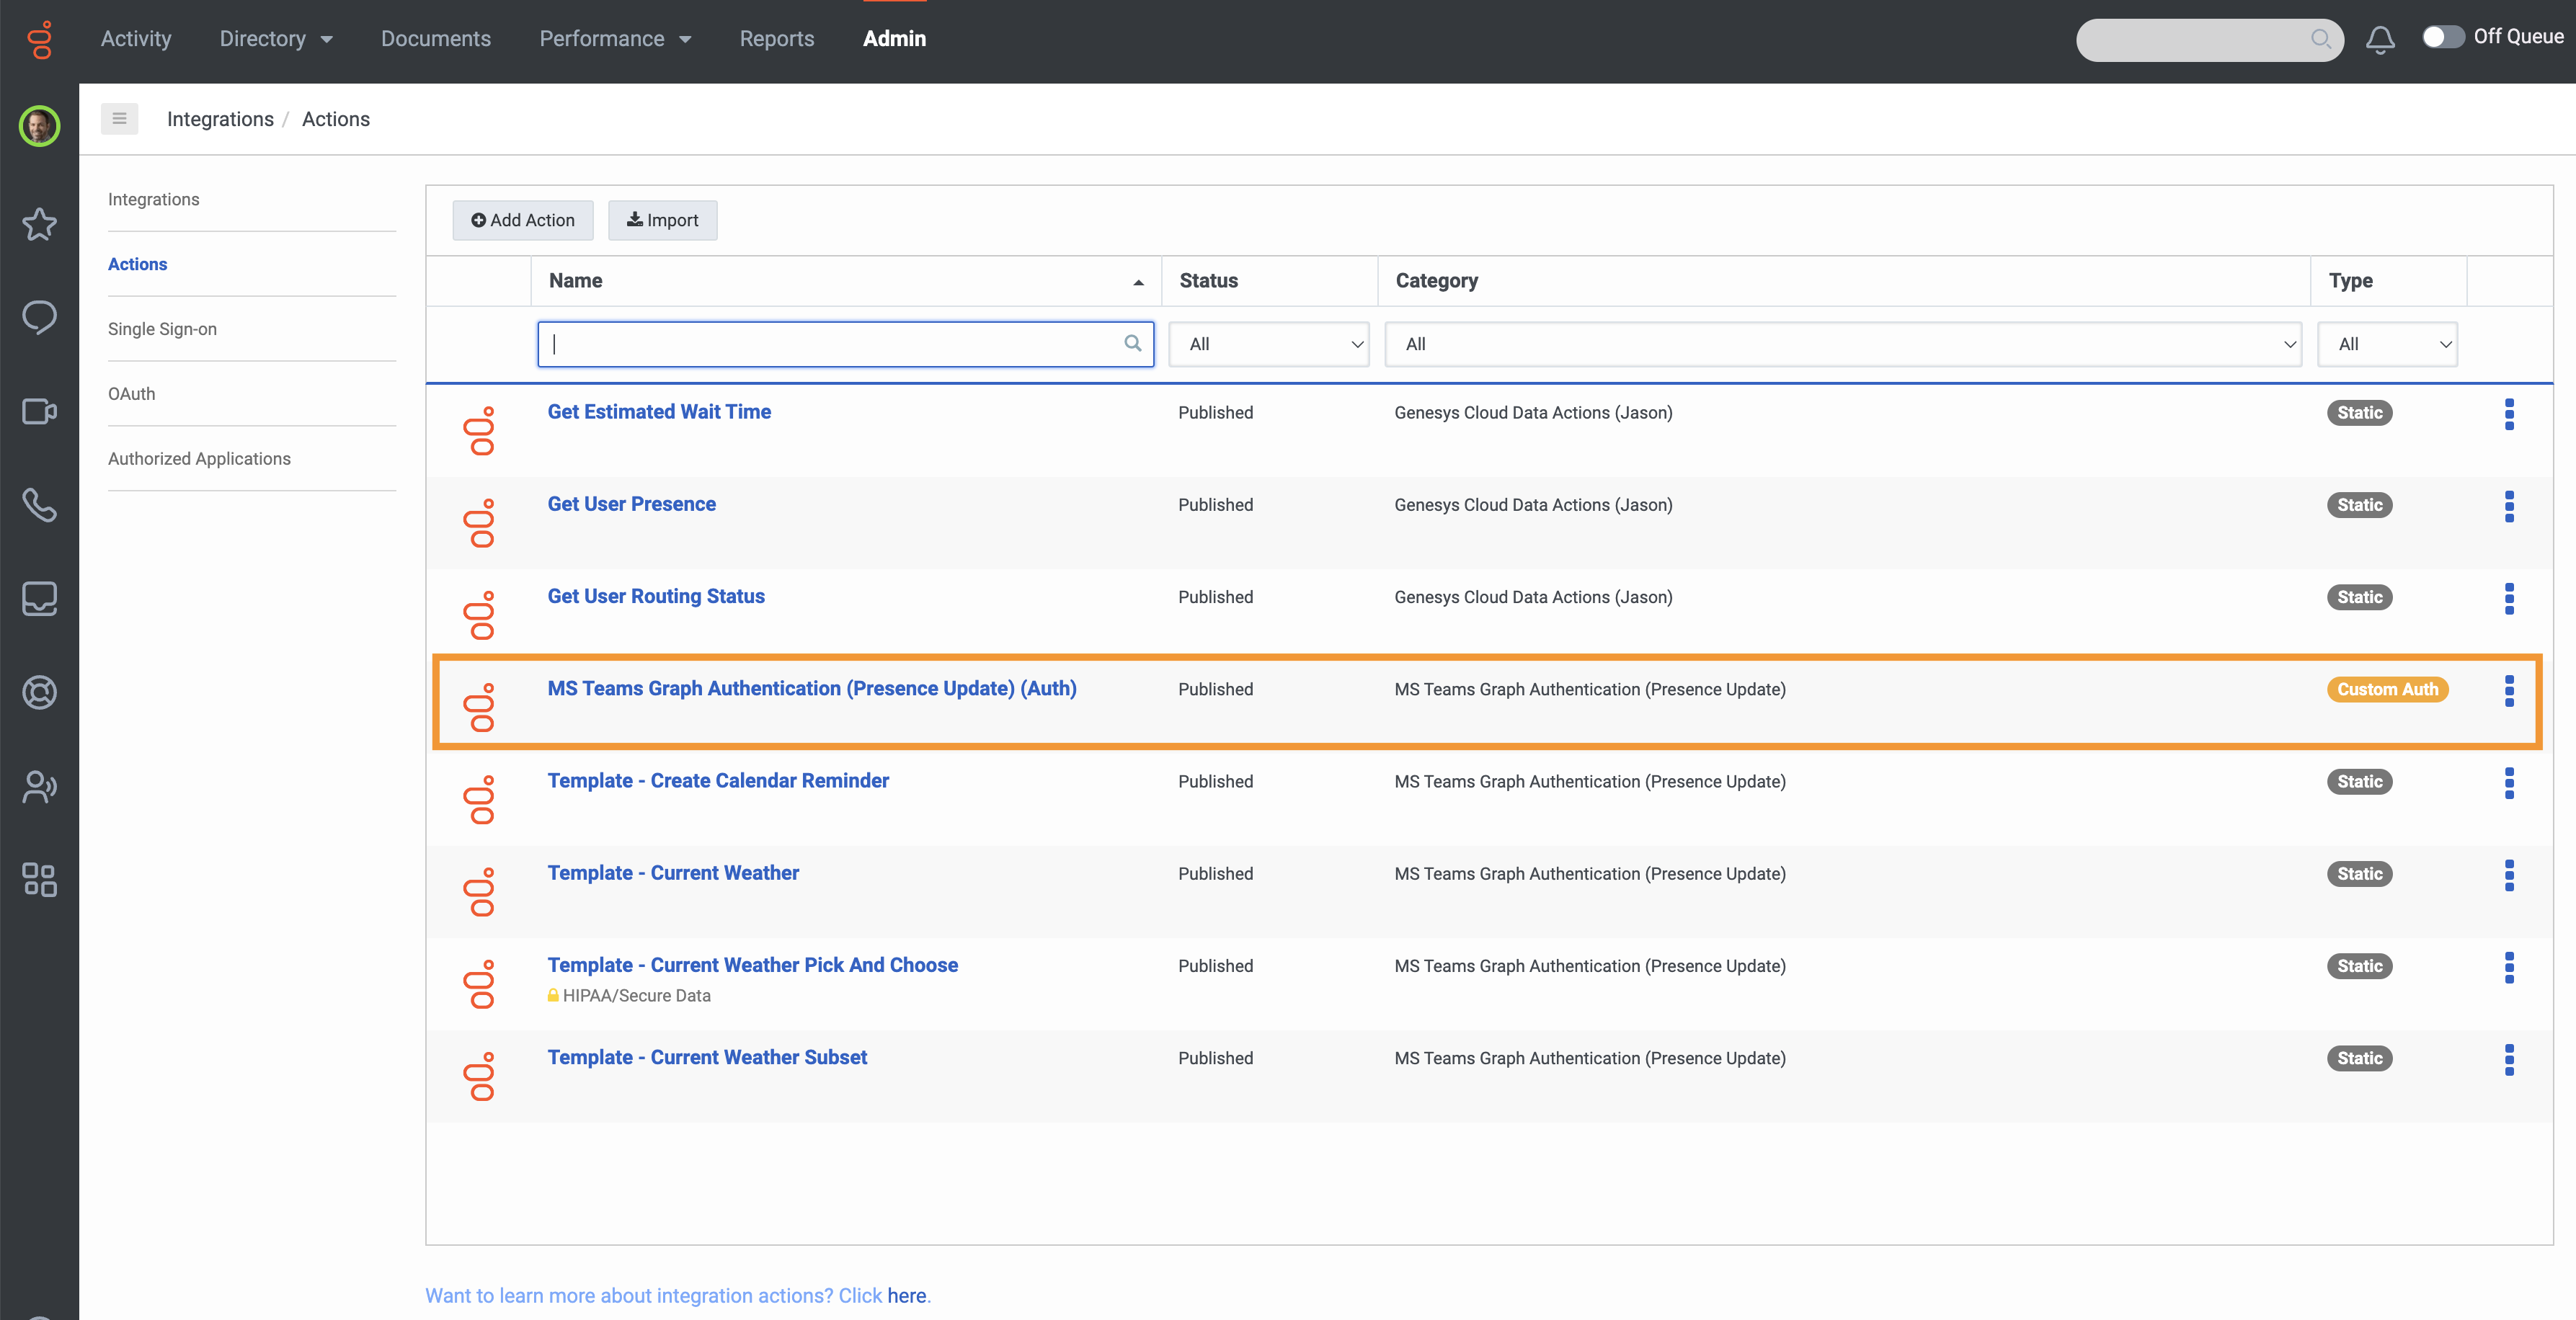 Activity Directory Documents Performance Reports Admin Off Queue
Integrations / Actions
Integrations
Actions
Single Sign-on
OAuth
Authorized Applications
Add Action Import
Name Status Category Type
All All All
Get Estimated Wait Time Published Genesys Cloud Data Actions (Jason) Static
Get User Presence Published Genesys Cloud Data Actions (Jason) Static
Get User Routing Status Published Genesys Cloud Data Actions (Jason) Static
MS Teams Graph Authentication (Presence Update) (Auth) Published MS Teams Graph Authentication (Presence Update) Custom Auth
Template - Create Calendar Reminder Published MS Teams Graph Authentication (Presence Update) Static
Template - Current Weather Published MS Teams Graph Authentication (Presence Update) Static
Template - Current Weather Pick And Choose Published MS Teams Graph Authentication (Presence Update) Static
HIPAA/Secure Data
Template - Current Weather Subset Published MS Teams Graph Authentication (Presence Update) Static
Want to learn more about integration actions? Click here.